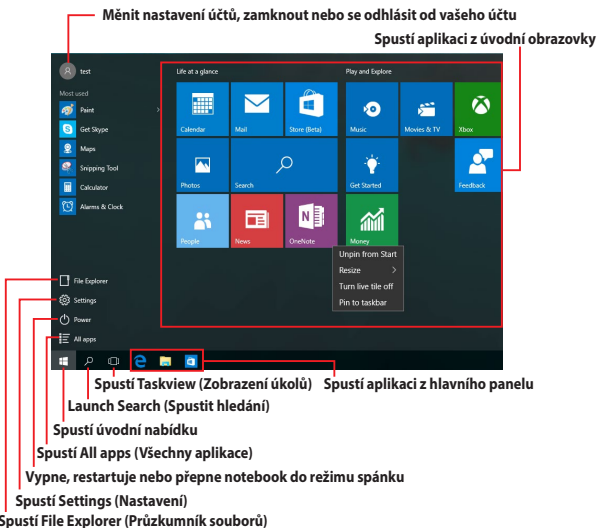 Měnit nastavení účtů, zamknout nebo se odhlásit od vašeho účtu
Spustí aplikaci z úvodní obrazovky
test
Most used
Paint
Get Skype
Maps
Snipping Tool
Calculator
Alarms & Clock
File Explorer
Settings
Power
All apps
Life at a glance
Play and Explore
Calendar
Mail
Store (Beta)
Music
Movies & TV
Xbox
Photos
Search
Get Started
Feedback
People
News
OneNote
Money
Unpin from Start
Resize
Turn live tile off
Pin to taskbar
Spustí Taskview (Zobrazení úkolů)
Spustí aplikaci z hlavního panelu
Launch Search (Spustit hledání)
Spustí úvodní nabídku
Spustí All apps (Všechny aplikace)
Vypne, restartuje nebo přepne notebook do režimu spánku
Spustí Settings (Nastavení)
Spustí File Explorer (Průzkumník souborů)